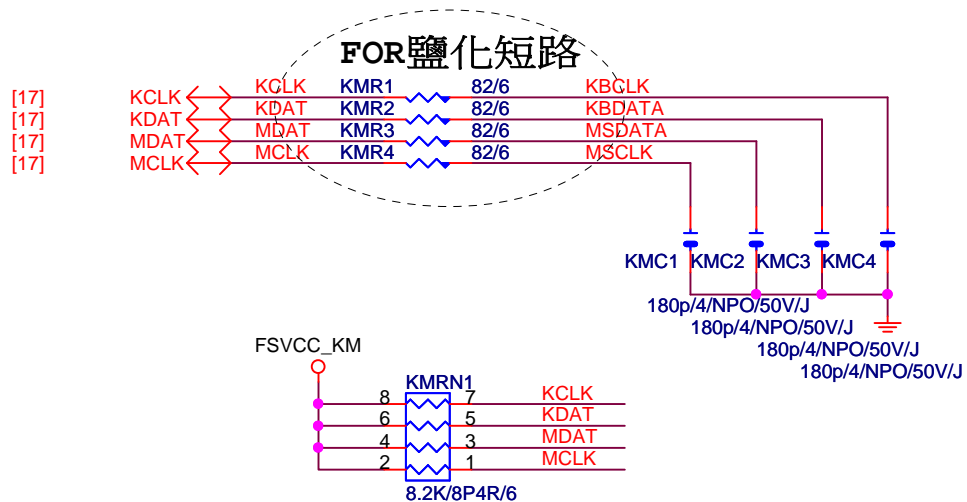 FOR鹽化短路
[17] KCLK KCLK KMR1 82/6 KBCLK
[17] KDAT KDAT KMR2 82/6 KBDATA
[17] MDAT MDAT KMR3 82/6 MSDATA
[17] MCLK MCLK KMR4 82/6 MSCLK
KMC1 KMC2 KMC3 KMC4
180p/4/NPO/50V/J
180p/4/NPO/50V/J
180p/4/NPO/50V/J
180p/4/NPO/50V/J
FSVCC_KM
KMRN1
8 7 KCLK
6 5 KDAT
4 3 MDAT
2 1 MCLK
8.2K/8P4R/6